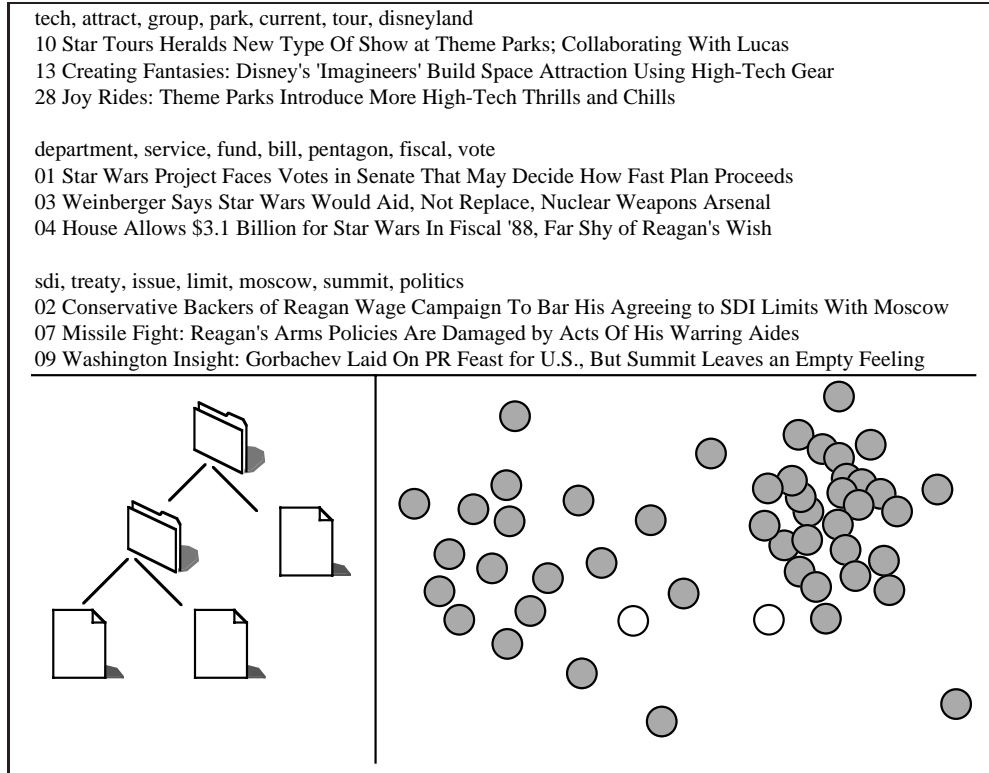 tech, attract, group, park, current, tour, disneyland
10 Star Tours Heralds New Type Of Show at Theme Parks; Collaborating With Lucas
13 Creating Fantasies: Disney's 'Imagineers' Build Space Attraction Using High-Tech Gear
28 Joy Rides: Theme Parks Introduce More High-Tech Thrills and Chills
department, service, fund, bill, pentagon, fiscal, vote
01 Star Wars Project Faces Votes in Senate That May Decide How Fast Plan Proceeds
03 Weinberger Says Star Wars Would Aid, Not Replace, Nuclear Weapons Arsenal
04 House Allows $3.1 Billion for Star Wars In Fiscal '88, Far Shy of Reagan's Wish
sdi, treaty, issue, limit, moscow, summit, politics
02 Conservative Backers of Reagan Wage Campaign To Bar His Agreeing to SDI Limits With Moscow
07 Missile Fight: Reagan's Arms Policies Are Damaged by Acts Of His Warring Aides
09 Washington Insight: Gorbachev Laid On PR Feast for U.S., But Summit Leaves an Empty Feeling